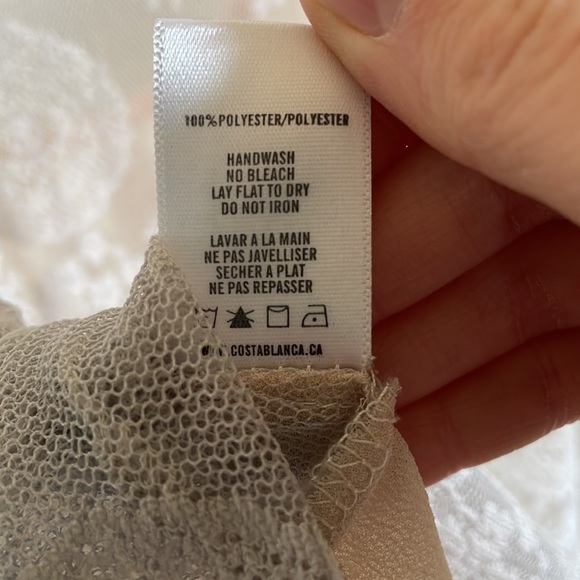 100%POLYESTER/POLYESTER
HANDWASH
NO BLEACH
LAY FLAT TO DRY
DO NOT IRON
LAVAR A LA MAIN
NE PAS JAVELLISER
SECHER A PLAT
NE PAS REPASSER
COSTABLANCA.CA